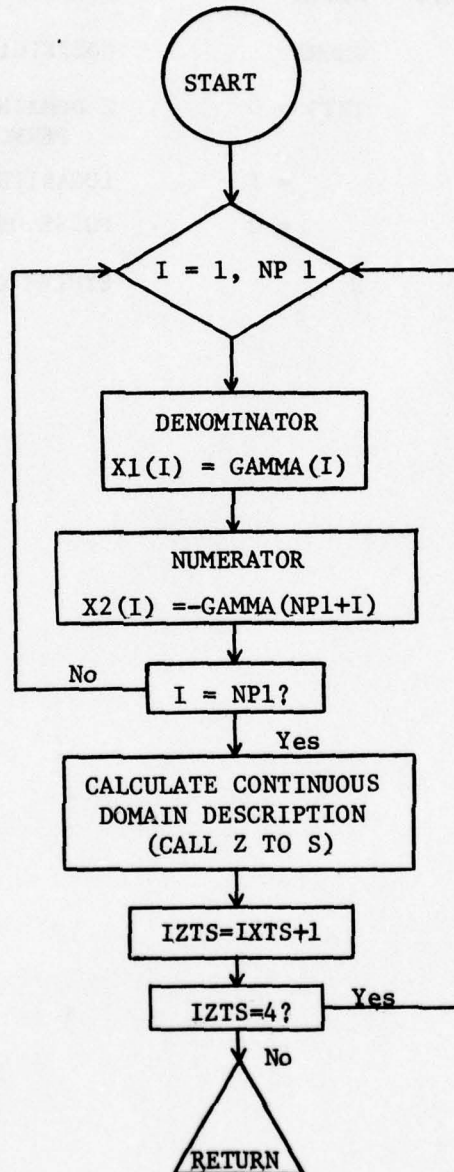 START
I = 1, NP 1
DENOMINATOR
X1(I) = GAMMA(I)
NUMERATOR
X2(I) =-GAMMA(NP1+I)
No
I = NP1?
Yes
CALCULATE CONTINUOUS
DOMAIN DESCRIPTION
(CALL Z TO S)
IZTS=IXTS+1
IZTS=4?
Yes
No
RETURN